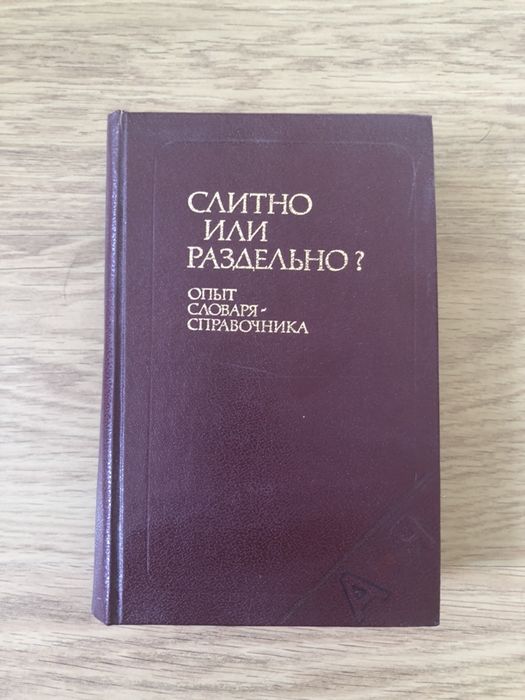 СЛИТНО
ИЛИ
РАЗДЕЛЬНО?
ОПЫТ
СЛОВАРЯ-
СПРАВОЧНИКА
А